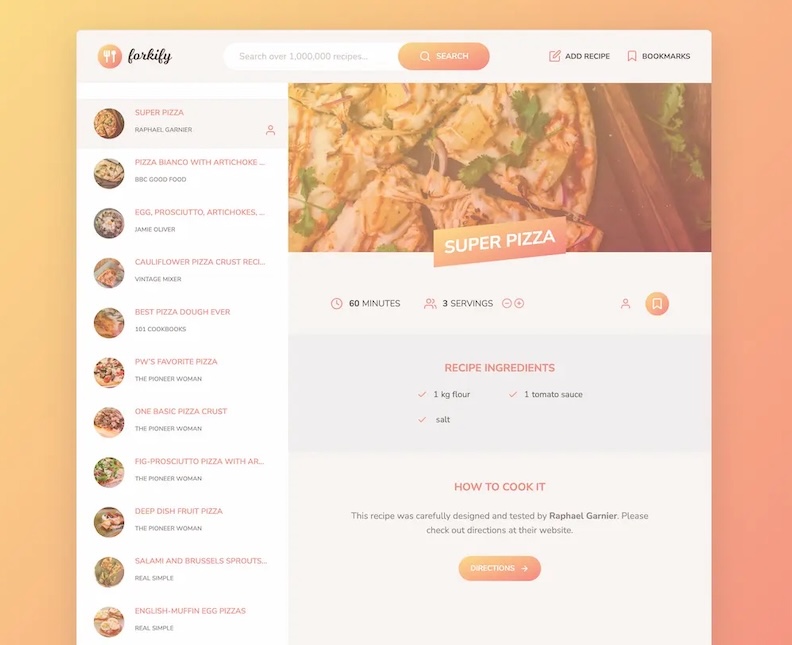 forkify
Search over 1,000,000 recipes...
SEARCH
ADD RECIPE
BOOKMARKS
SUPER PIZZA
RAPHAEL GARNIER
PIZZA BIANCO WITH ARTICHOKE ...
BBC GOOD FOOD
EGG, PROSCIUTTO, ARTICHOKES, ...
JAMIE OLIVER
CAULIFLOWER PIZZA CRUST RECI...
VINTAGE MIXER
BEST PIZZA DOUGH EVER
101 COOKBOOKS
PW'S FAVORITE PIZZA
THE PIONEER WOMAN
ONE BASIC PIZZA CRUST
THE PIONEER WOMAN
FIG-PROSCIUTTO PIZZA WITH AR...
THE PIONEER WOMAN
DEEP DISH FRUIT PIZZA
THE PIONEER WOMAN
SALAMI AND BRUSSELS SPROUTS...
REAL SIMPLE
ENGLISH-MUFFIN EGG PIZZAS
REAL SIMPLE
SUPER PIZZA
60 MINUTES
3 SERVINGS
RECIPE INGREDIENTS
1 kg flour
1 tomato sauce
salt
HOW TO COOK IT
This recipe was carefully designed and tested by Raphael Garnier. Please
check out directions at their website.
DIRECTIONS →